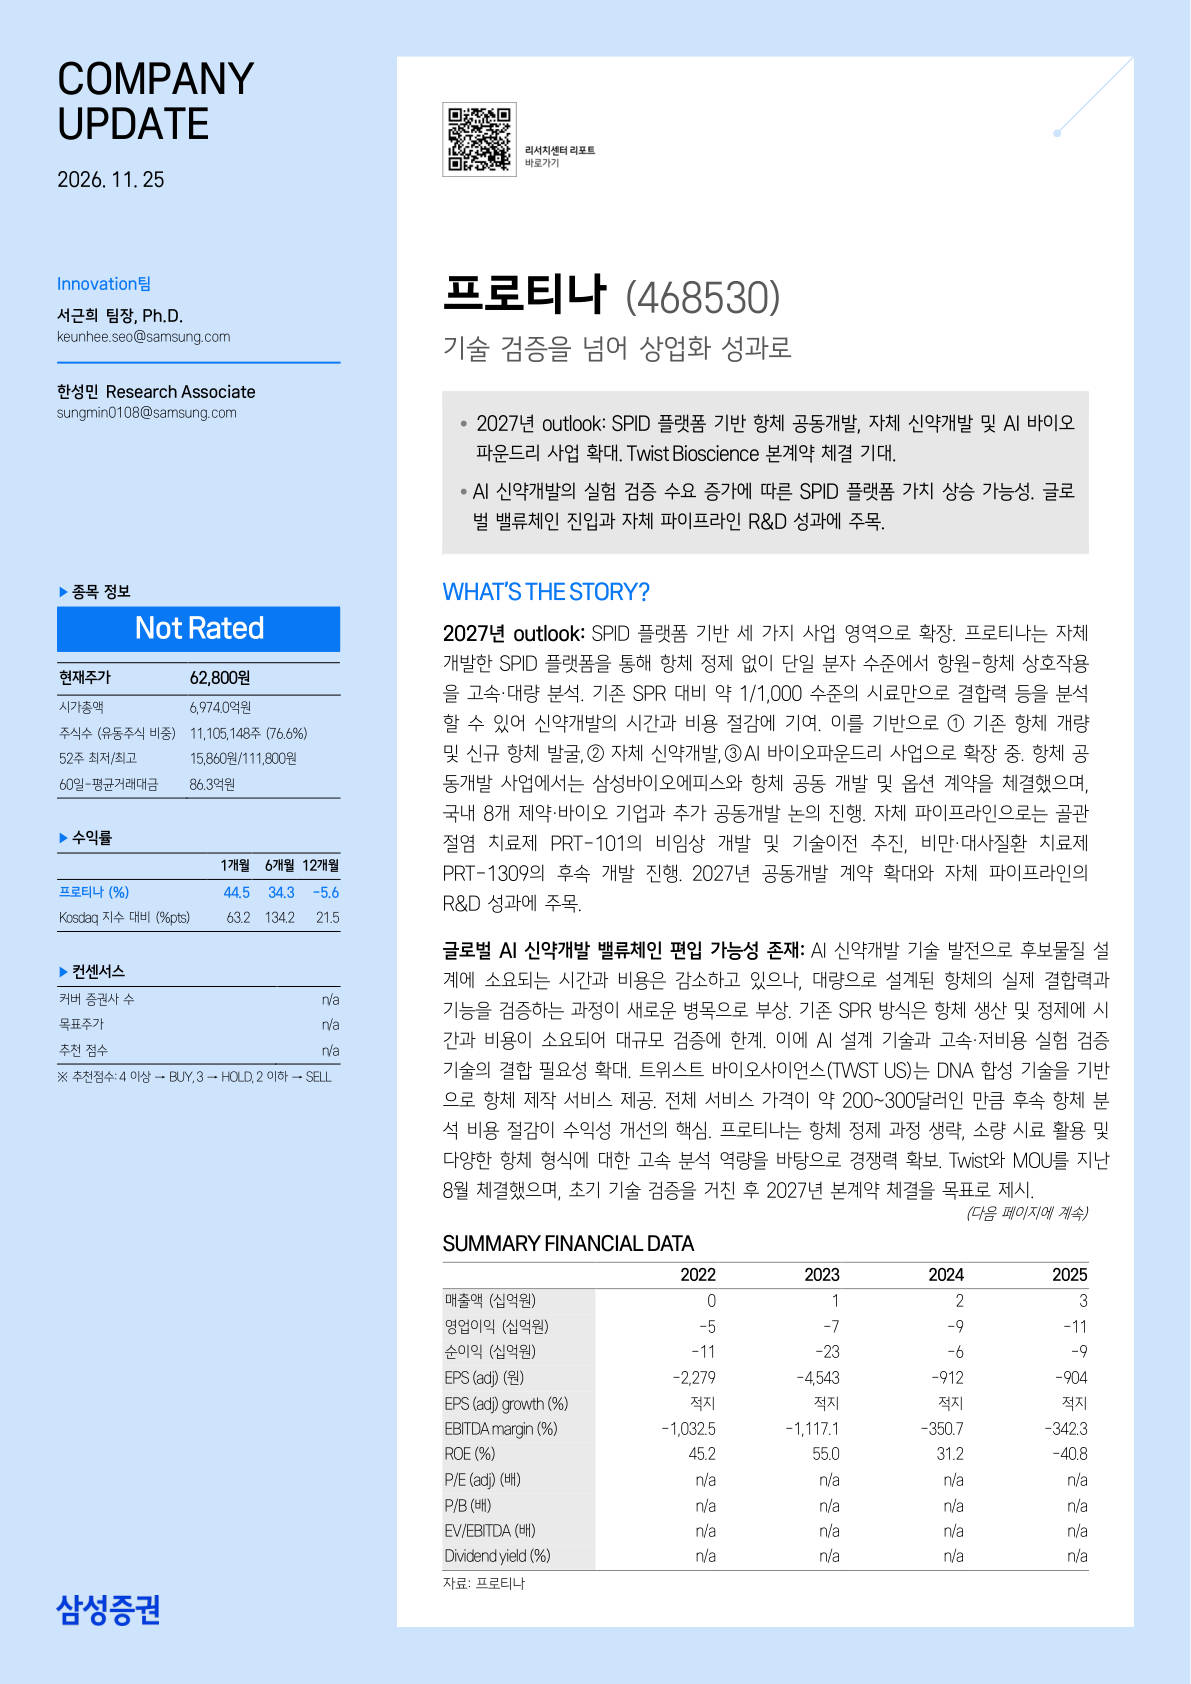 COMPANY
UPDATE
2026. 11. 25
Innovation팀
서근희 팀장, Ph.D.
keunhee.seo@samsung.com
한성민 Research Associate
sungmin0108@samsung.com
▶ 종목 정보
Not Rated
현재주가 62,800원
시가총액 6,974.0억원
주식수 (유동주식 비중) 11,105,148주 (76.6%)
52주 최저/최고 15,860원/111,800원
60일-평균거래대금 86.3억원
▶ 수익률
1개월 6개월 12개월
프로티나 (%) 44.5 34.3 -5.6
Kosdaq 지수 대비 (%pts) 63.2 134.2 21.5
▶ 컨센서스
커버 증권사 수 n/a
목표주가 n/a
추천 점수 n/a
※ 추천점수: 4 이상 → BUY, 3 → HOLD, 2 이하 → SELL
삼성증권
리서치센터 리포트
바로가기
프로티나 (468530)
기술 검증을 넘어 상업화 성과로
• 2027년 outlook: SPID 플랫폼 기반 항체 공동개발, 자체 신약개발 및 AI 바이오
파운드리 사업 확대. Twist Bioscience 본계약 체결 기대.
• AI 신약개발의 실험 검증 수요 증가에 따른 SPID 플랫폼 가치 상승 가능성. 글로
벌 밸류체인 진입과 자체 파이프라인 R&D 성과에 주목.
WHAT'S THE STORY?
2027년 outlook: SPID 플랫폼 기반 세 가지 사업 영역으로 확장. 프로티나는 자체
개발한 SPID 플랫폼을 통해 항체 정제 없이 단일 분자 수준에서 항원-항체 상호작용
을 고속·대량 분석. 기존 SPR 대비 약 1/1,000 수준의 시료만으로 결합력 등을 분석
할 수 있어 신약개발의 시간과 비용 절감에 기여. 이를 기반으로 ① 기존 항체 개량
및 신규 항체 발굴, ② 자체 신약개발, ③ AI 바이오파운드리 사업으로 확장 중. 항체 공
동개발 사업에서는 삼성바이오에피스와 항체 공동 개발 및 옵션 계약을 체결했으며,
국내 8개 제약·바이오 기업과 추가 공동개발 논의 진행. 자체 파이프라인으로는 골관
절염 치료제 PRT-101의 비임상 개발 및 기술이전 추진, 비만·대사질환 치료제
PRT-1309의 후속 개발 진행. 2027년 공동개발 계약 확대와 자체 파이프라인의
R&D 성과에 주목.
글로벌 AI 신약개발 밸류체인 편입 가능성 존재: AI 신약개발 기술 발전으로 후보물질 설
계에 소요되는 시간과 비용은 감소하고 있으나, 대량으로 설계된 항체의 실제 결합력과
기능을 검증하는 과정이 새로운 병목으로 부상. 기존 SPR 방식은 항체 생산 및 정제에 시
간과 비용이 소요되어 대규모 검증에 한계. 이에 AI 설계 기술과 고속·저비용 실험 검증
기술의 결합 필요성 확대. 트위스트 바이오사이언스(TWST US)는 DNA 합성 기술을 기반
으로 항체 제작 서비스 제공. 전체 서비스 가격이 약 200~300달러인 만큼 후속 항체 분
석 비용 절감이 수익성 개선의 핵심. 프로티나는 항체 정제 과정 생략, 소량 시료 활용 및
다양한 항체 형식에 대한 고속 분석 역량을 바탕으로 경쟁력 확보. Twist와 MOU를 지난
8월 체결했으며, 초기 기술 검증을 거친 후 2027년 본계약 체결을 목표로 제시.
(다음 페이지에 계속)
SUMMARY FINANCIAL DATA
2022 2023 2024 2025
매출액 (십억원) 0 1 2 3
영업이익 (십억원) -5 -7 -9 -11
순이익 (십억원) -11 -23 -6 -9
EPS (adj) (원) -2,279 -4,543 -912 -904
EPS (adj) growth (%) 적지 적지 적지 적지
EBITDA margin (%) -1,032.5 -1,117.1 -350.7 -342.3
ROE (%) 45.2 55.0 31.2 -40.8
P/E (adj) (배) n/a n/a n/a n/a
P/B (배) n/a n/a n/a n/a
EV/EBITDA (배) n/a n/a n/a n/a
Dividend yield (%) n/a n/a n/a n/a
자료: 프로티나